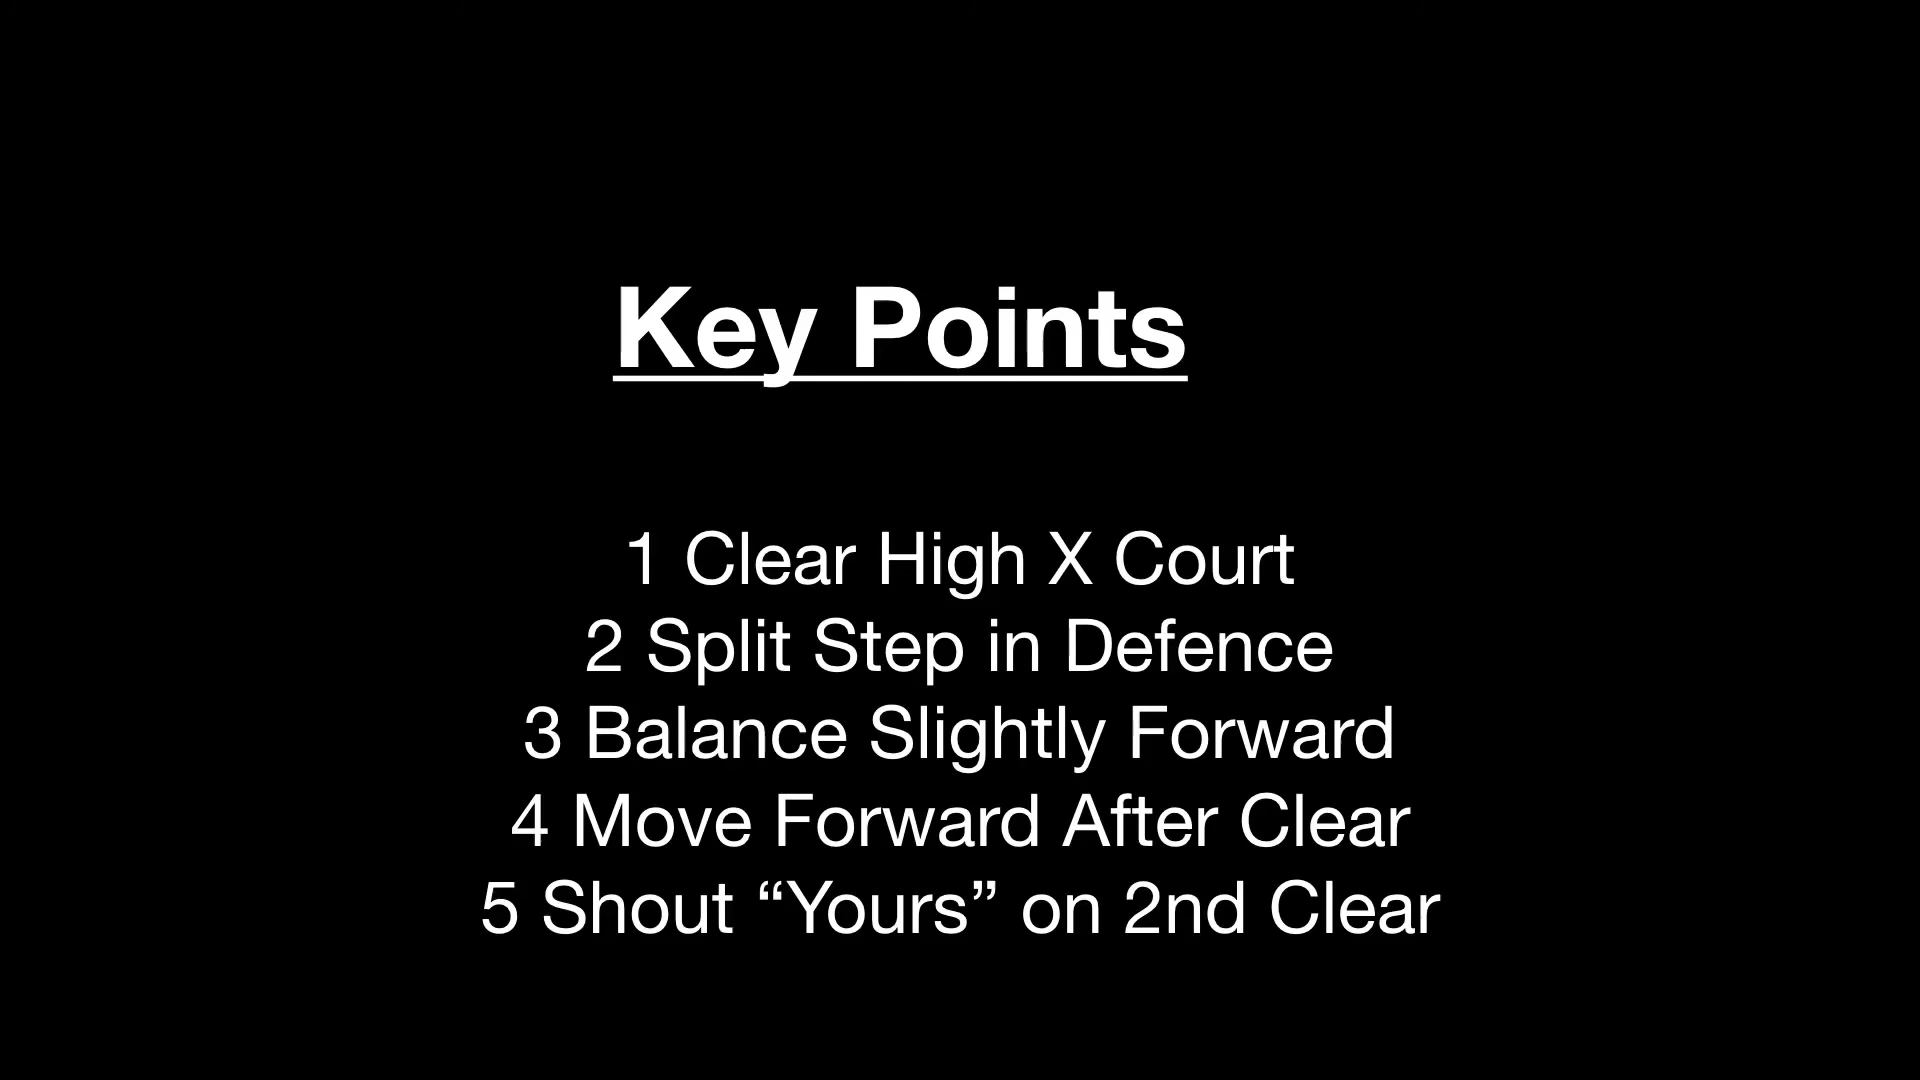 Key Points
1 Clear High X Court
2 Split Step in Defence
3 Balance Slightly Forward
4 Move Forward After Clear
5 Shout “Yours” on 2nd Clear